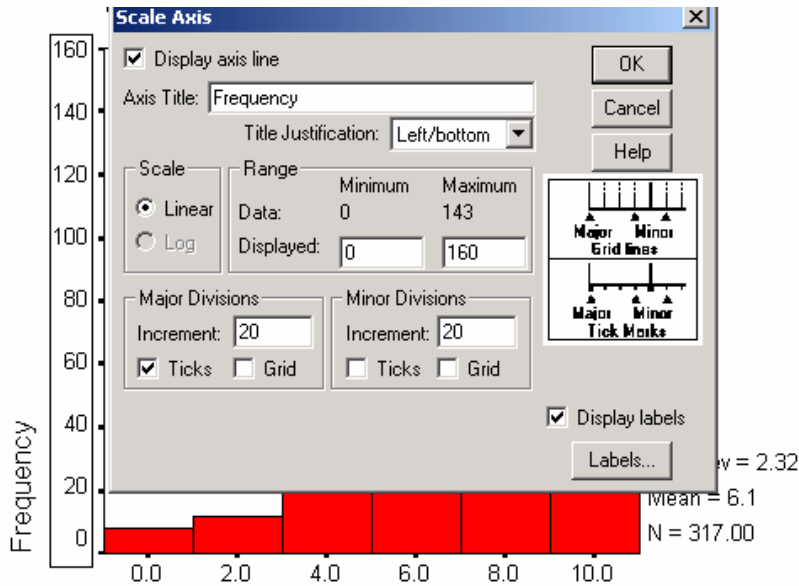 Scale Axis
Display axis line
OK
Axis Title: Frequency
Cancel
Title Justification: Left/bottom
Help
Scale
Range
Minimum Maximum
Linear
Data: 0 143
Log
Displayed: 0 160
Major Minor
Grid lines
Major Divisions
Minor Divisions
Increment: 20
Increment: 20
Ticks Grid
Ticks Grid
Major Minor
Tick Marks
Display labels
Labels...
160
140
120
100
80
60
40
20
0
Frequency
0.0 2.0 4.0 6.0 8.0 10.0
ev = 2.32
Mean = 6.1
N = 317.00